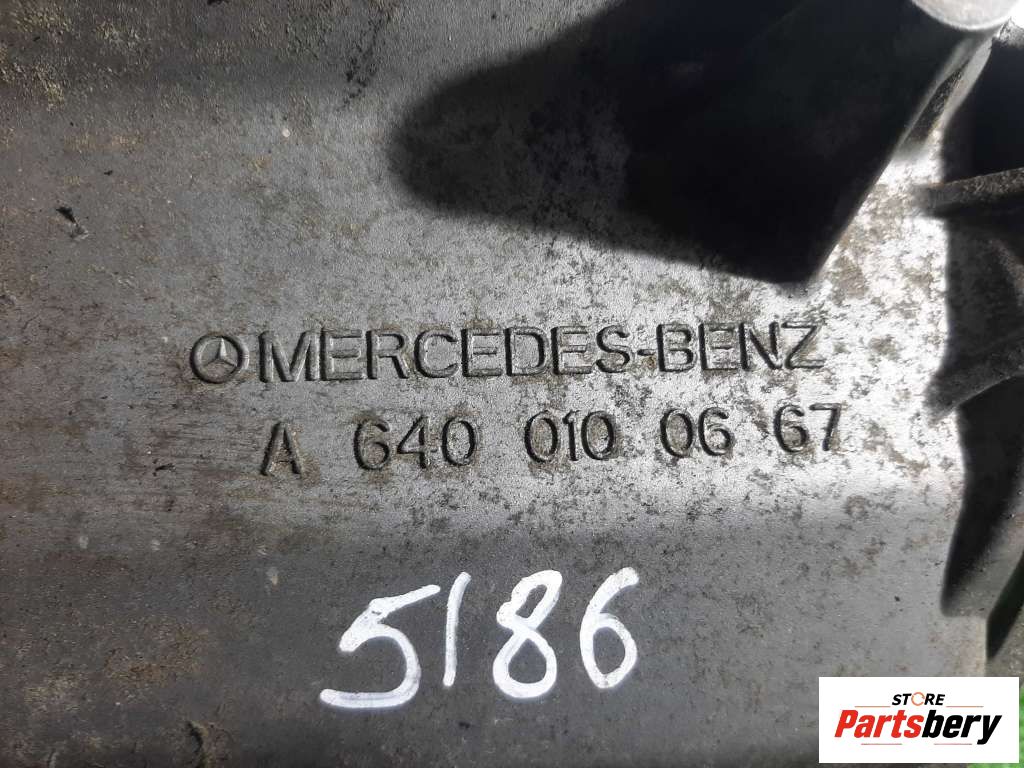 MERCEDES-BENZ
A 640 010 06 67
5186
STORE
Partsbery